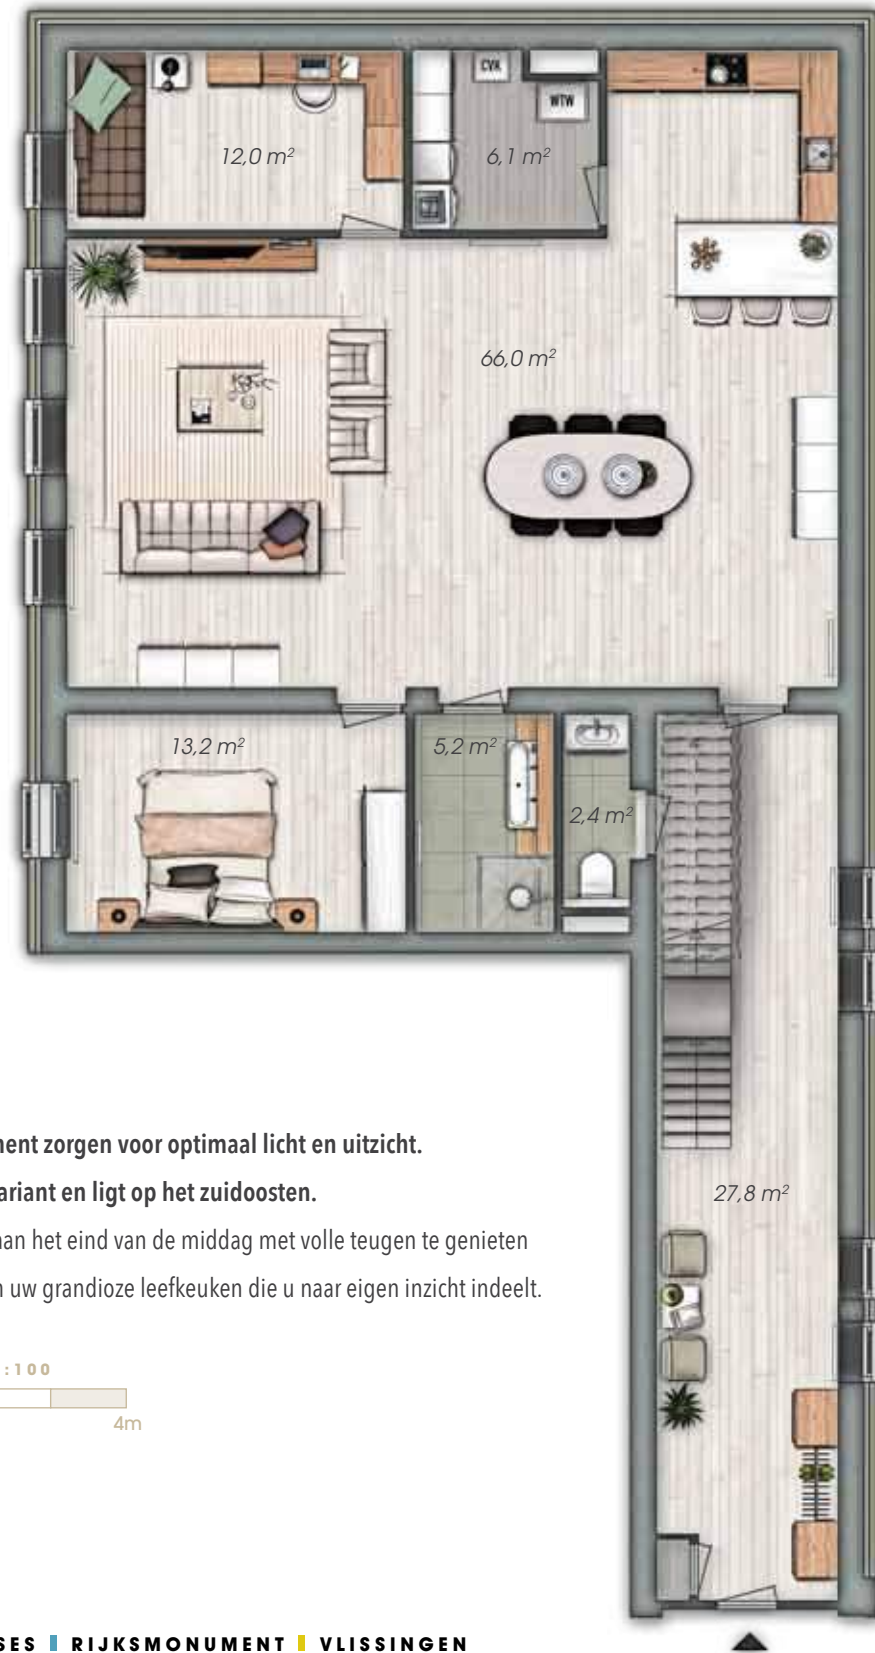 12,0 m²
CVK
WTW
6,1 m²
66,0 m²
13,2 m²
5,2 m²
2,4 m²
27,8 m²
ment zorgen voor optimaal licht en uitzicht.
ariant en ligt op het zuidoosten.
aan het eind van de middag met volle teugen te genieten
n uw grandioze leefkeuken die u naar eigen inzicht indeelt.
:100
4m
SES RIJKSMONUMENT VLISSINGEN